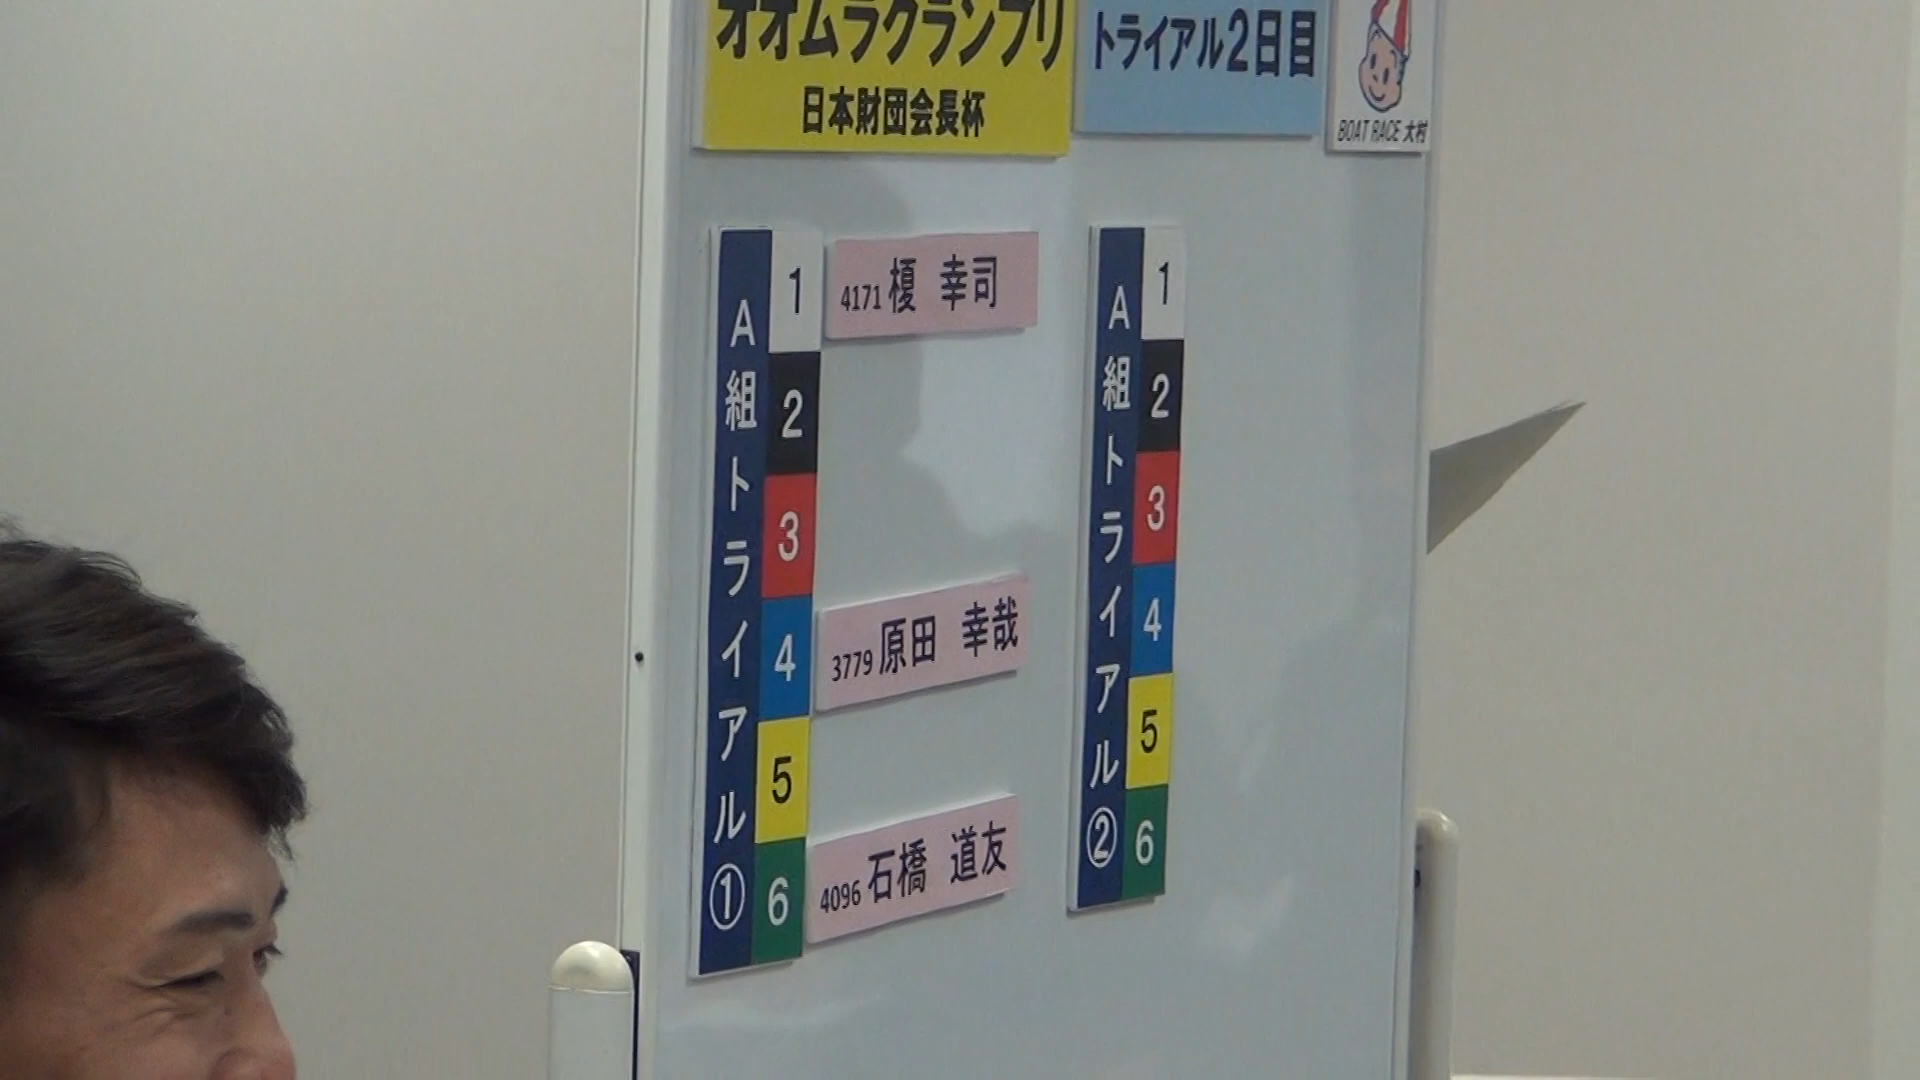 オオムラグランプリ
日本財団会長杯
トライアル2日目
BOAT RACE 大村
A組トライアル①
1
4171 榎 幸司
2
3
4
3779 原田 幸哉
5
6
4096 石橋 道友
A組トライアル②
1
2
3
4
5
6